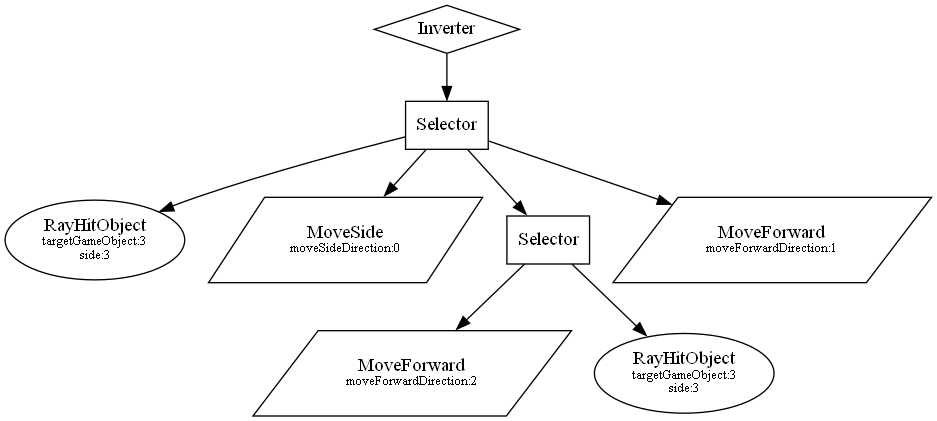 Inverter
Selector
RayHitObject
targetGameObject:3
side:3
MoveSide
moveSideDirection:0
Selector
MoveForward
moveForwardDirection:1
MoveForward
moveForwardDirection:2
RayHitObject
targetGameObject:3
side:3